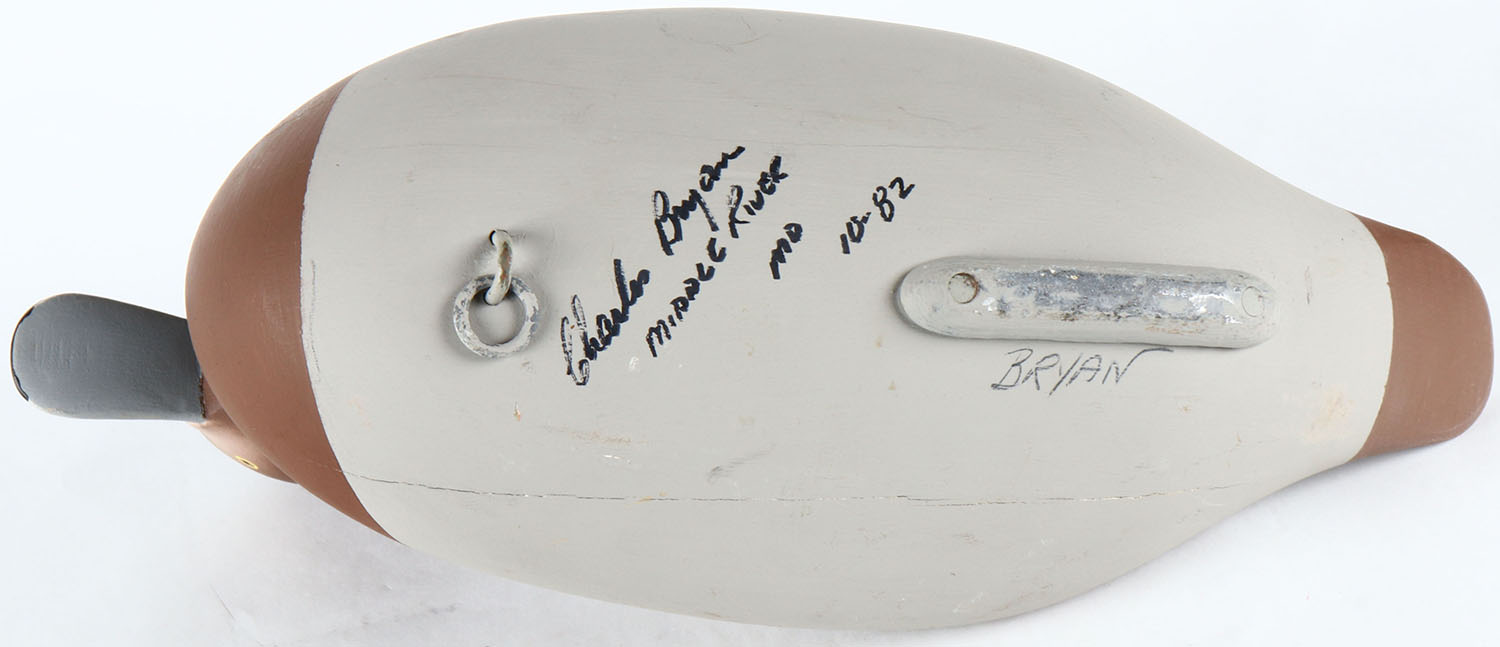 Charles Bryan
MIDDLE RIVER
MD
10-82
BRYAN